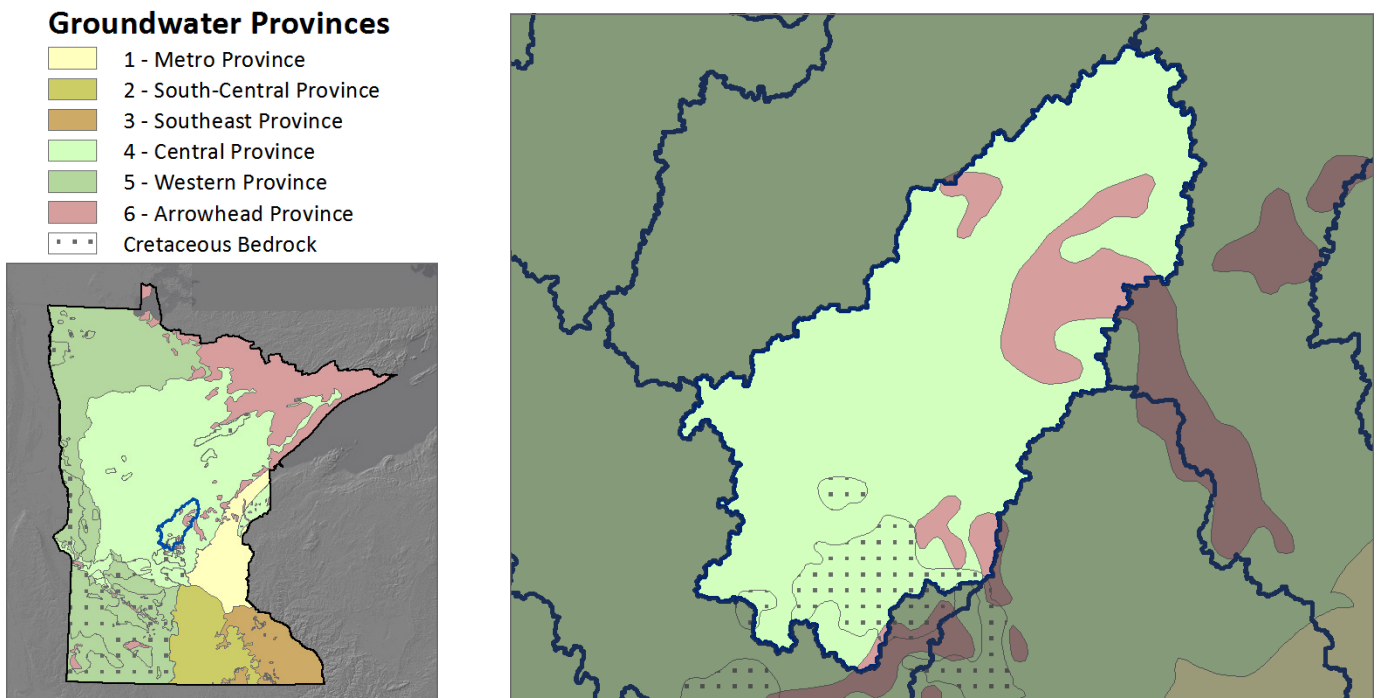 Groundwater Provinces
1 - Metro Province
2 - South-Central Province
3 - Southeast Province
4 - Central Province
5 - Western Province
6 - Arrowhead Province
Cretaceous Bedrock